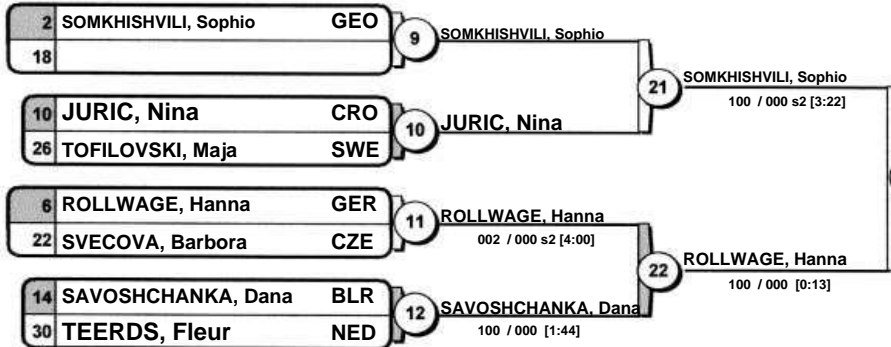 2 SOMKHISHVILI, Sophio GEO
18
9 SOMKHISHVILI, Sophio
10 JURIC, Nina CRO
26 TOFILOVSKI, Maja SWE
10 JURIC, Nina
21 SOMKHISHVILI, Sophio
100 / 000 s2 [3:22]
6 ROLLWAGE, Hanna GER
22 SVECOVA, Barbora CZE
11 ROLLWAGE, Hanna
002 / 000 s2 [4:00]
14 SAVOSHCHANKA, Dana BLR
30 TEERDS, Fleur NED
12 SAVOSHCHANKA, Dana
100 / 000 [1:44]
22 ROLLWAGE, Hanna
100 / 000 [0:13]